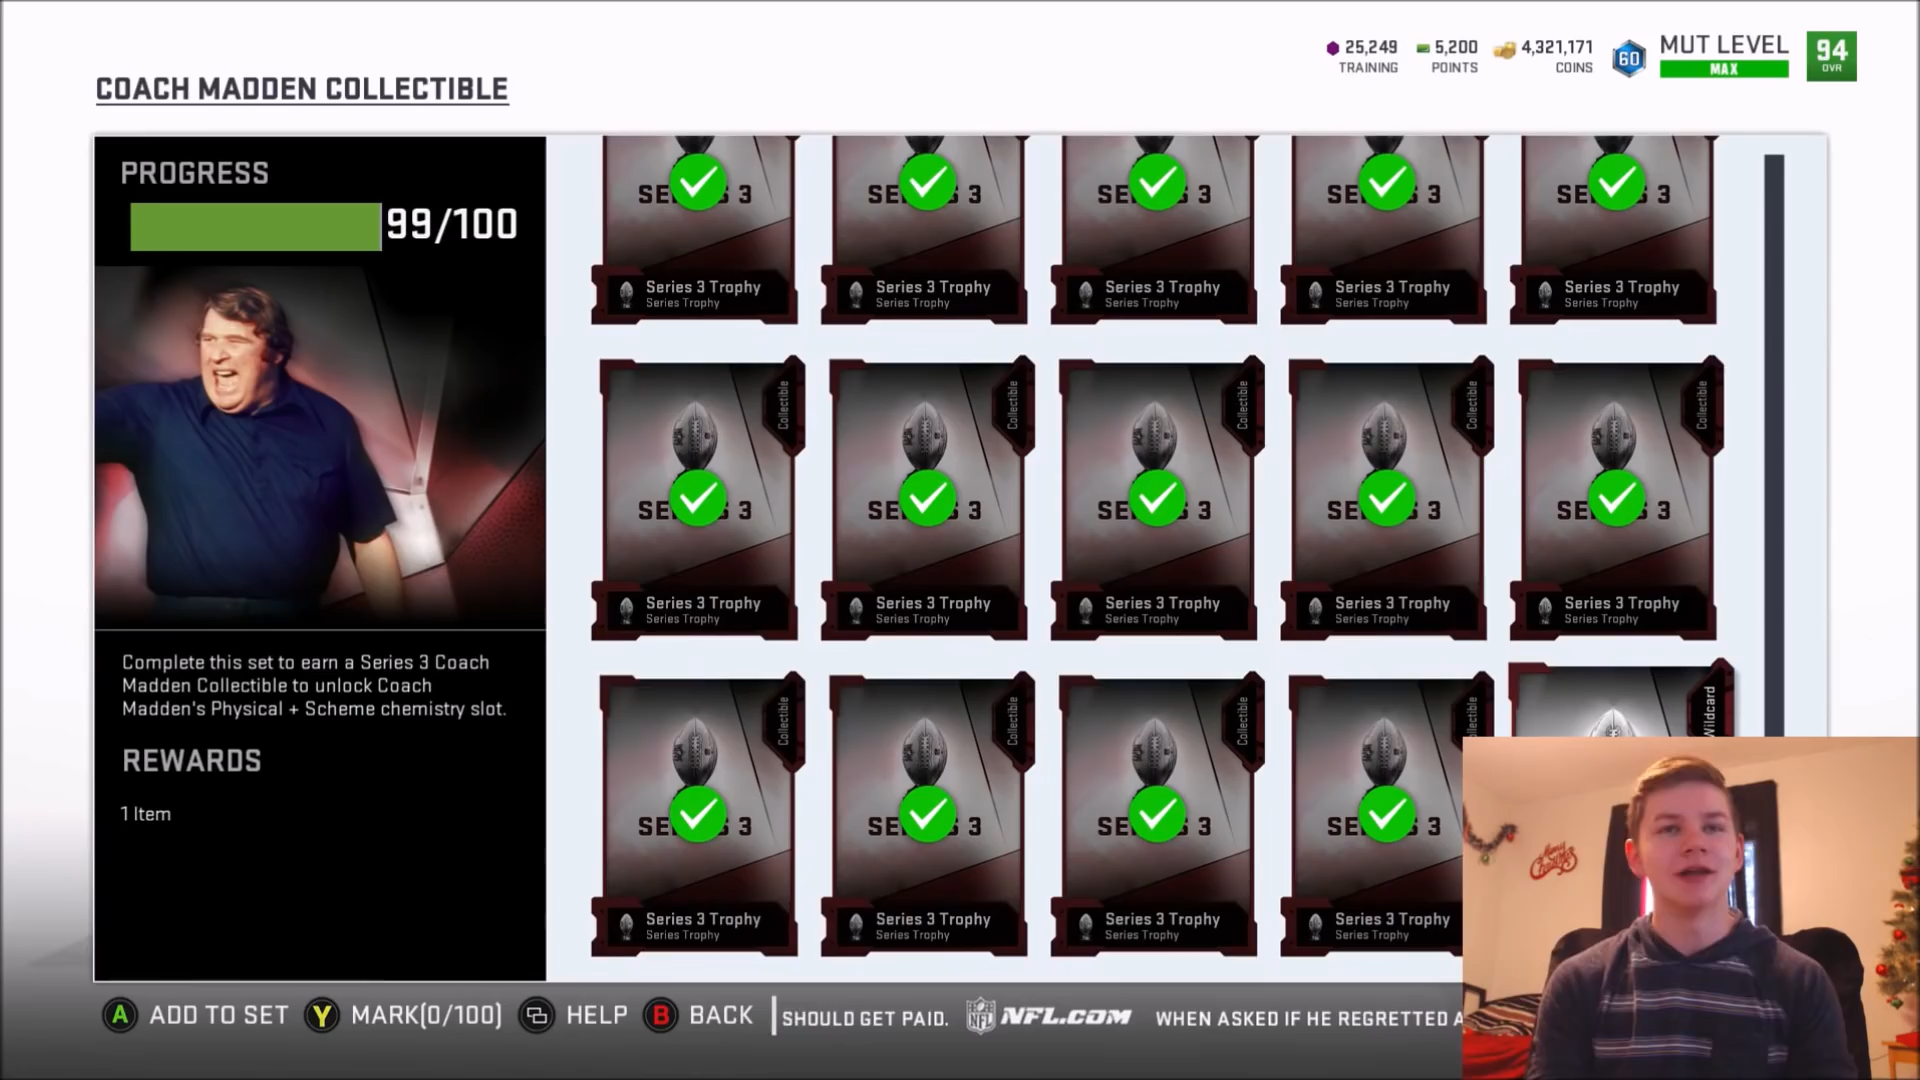 25,249
TRAINING
5,200
POINTS
4,321,171
COINS
60
MUT LEVEL
MAX
94
OVR
COACH MADDEN COLLECTIBLE
PROGRESS
99/100
Complete this set to earn a Series 3 Coach
Madden Collectible to unlock Coach
Madden's Physical + Scheme chemistry slot.
REWARDS
1 Item
SE S 3
SE S 3
SE S 3
SE S 3
SE S 3
Series 3 Trophy
Series Trophy
Series 3 Trophy
Series Trophy
Series 3 Trophy
Series Trophy
Series 3 Trophy
Series Trophy
Series 3 Trophy
Series Trophy
Collectible
Collectible
Collectible
Collectible
Collectible
SE S 3
SE S 3
SE S 3
SE S 3
SE S 3
Series 3 Trophy
Series Trophy
Series 3 Trophy
Series Trophy
Series 3 Trophy
Series Trophy
Series 3 Trophy
Series Trophy
Series 3 Trophy
Series Trophy
Collectible
Collectible
Collectible
Collectible
Wildcard
SE S 3
SE S 3
SE S 3
SE S 3
Series 3 Trophy
Series Trophy
Series 3 Trophy
Series Trophy
Series 3 Trophy
Series Trophy
Series 3 Trophy
Series Trophy
Merry Christmas
A ADD TO SET Y MARK(0/100) HELP B BACK
SHOULD GET PAID. NFL NFL.COM WHEN ASKED IF HE REGRETTED A